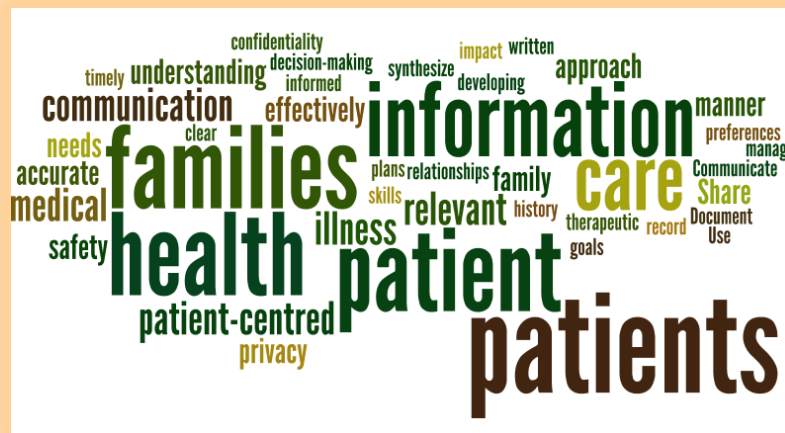 confidentiality
impact written
timely understanding decision-making synthesize approach
informed developing
communication effectively information manner
clear preferences
needs families manag
accurate plans relationships family care Communicate
medical skills relevant history Share
therapeutic record Document
safety health illness patient goals Use
patient-centred patients
privacy